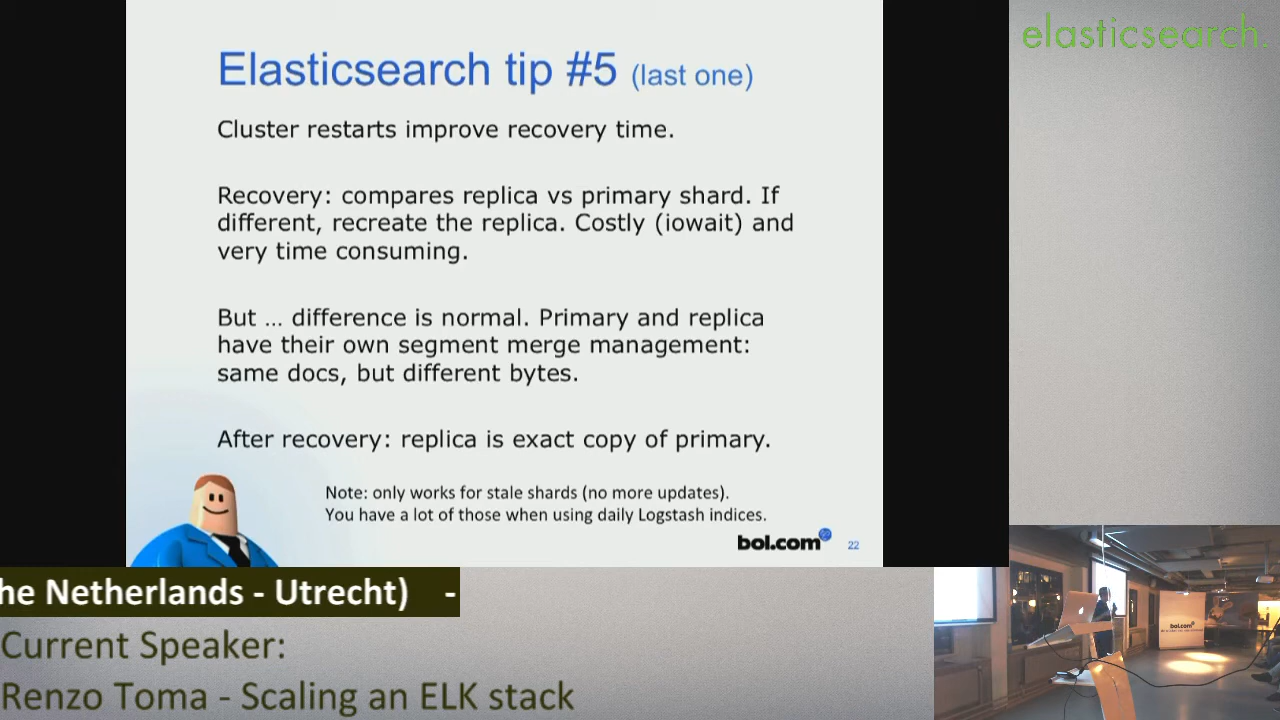 Elasticsearch tip #5 (last one)
Cluster restarts improve recovery time.
Recovery: compares replica vs primary shard. If
different, recreate the replica. Costly (iowait) and
very time consuming.
But ... difference is normal. Primary and replica
have their own segment merge management:
same docs, but different bytes.
After recovery: replica is exact copy of primary.
Note: only works for stale shards (no more updates).
You have a lot of those when using daily Logstash indices.
bol.com
22
elasticsearch.
he Netherlands - Utrecht) -
Current Speaker:
Renzo Toma - Scaling an ELK stack
bol.com